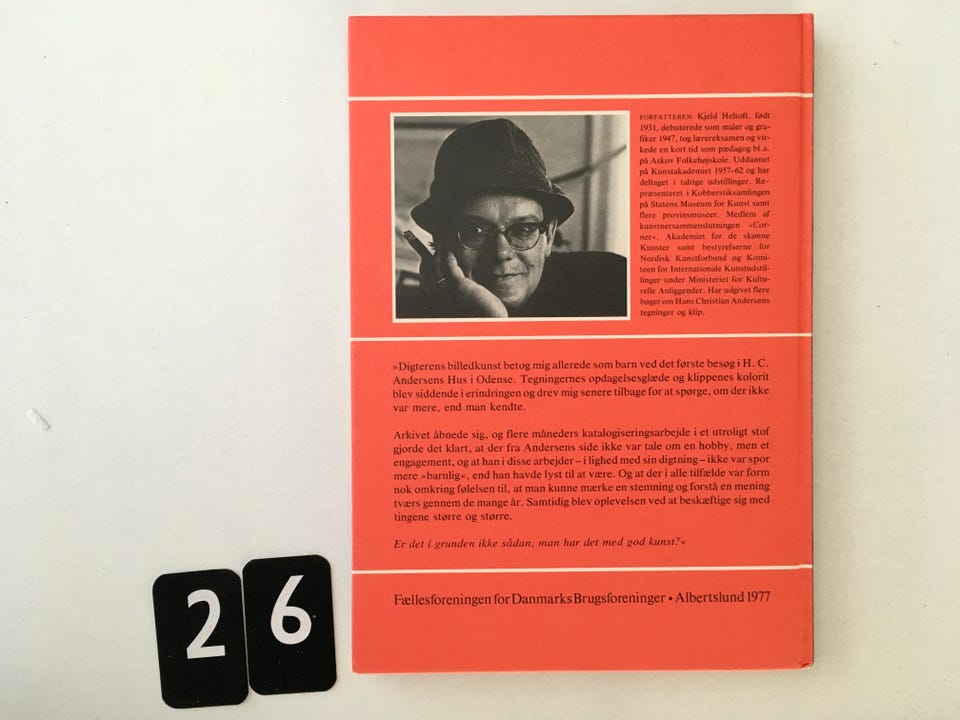 FORFATTEREN: Kjeld Heltoft, født
1931, debuterede som maler og gra-
fiker 1947, tog lærereksamen og vir-
kede en kort tid som pædagog bl.a.
på Askov Folkehøjskole. Uddannet
på Kunstakademiet 1957–62 og har
deltaget i talrige udstillinger. Re-
præsenteret i Kobberstiksamlingen
på Statens Museum for Kunst samt
flere provinsmuseer. Medlem af
kunstnersammenslutningen »Cor-
ner«, Akademiet for de skønne
Kunster samt bestyrelserne for
Nordisk Kunstforbund og Komi-
teen for Internationale Kunstudstil-
linger under Ministeriet for Kultu-
relle Anliggender. Har udgivet flere
bøger om Hans Christian Andersens
tegninger og klip.
»Digterens billedkunst betog mig allerede som barn ved det første besøg i H. C.
Andersens Hus i Odense. Tegningernes opdagelsesglæde og klippenes kolorit
blev siddende i erindringen og drev mig senere tilbage for at spørge, om der ikke
var mere, end man kendte.
Arkivet åbnede sig, og flere måneders katalogiseringsarbejde i et utroligt stof
gjorde det klart, at der fra Andersens side ikke var tale om en hobby, men et
engagement, og at han i disse arbejder – i lighed med sin digtning – ikke var spor
mere »barnlig«, end han havde lyst til at være. Og at der i alle tilfælde var form
nok omkring følelsen til, at man kunne mærke en stemning og forstå en mening
tværs gennem de mange år. Samtidig blev oplevelsen ved at beskæftige sig med
tingene større og større.
Er det i grunden ikke sådan, man har det med god kunst?«
Fællesforeningen for Danmarks Brugsforeninger • Albertslund 1977
26